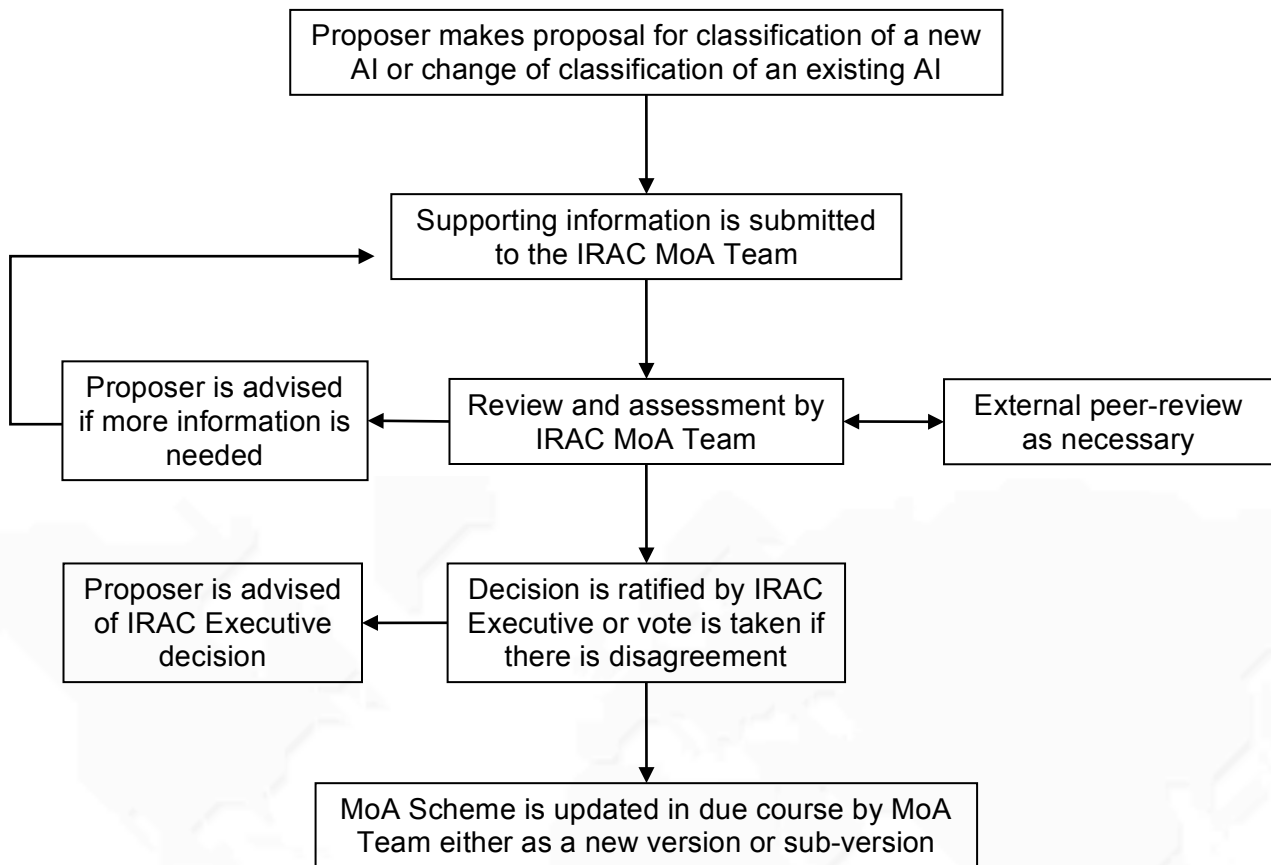 Proposer makes proposal for classification of a new
AI or change of classification of an existing AI
Supporting information is submitted
to the IRAC MoA Team
Proposer is advised
if more information is
needed
Review and assessment by
IRAC MoA Team
External peer-review
as necessary
Proposer is advised
of IRAC Executive
decision
Decision is ratified by IRAC
Executive or vote is taken if
there is disagreement
MoA Scheme is updated in due course by MoA
Team either as a new version or sub-version